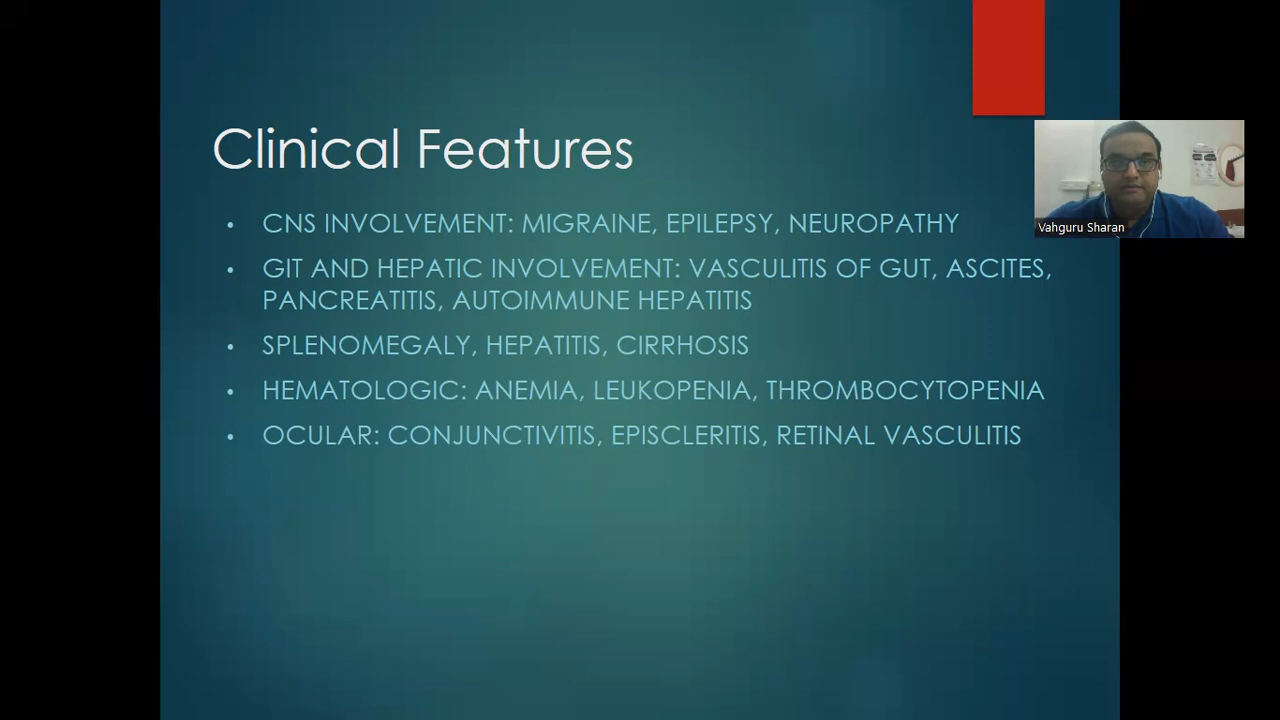 Clinical Features
• CNS INVOLVEMENT: MIGRAINE, EPILEPSY, NEUROPATHY
• GIT AND HEPATIC INVOLVEMENT: VASCULITIS OF GUT, ASCITES,
PANCREATITIS, AUTOIMMUNE HEPATITIS
• SPLENOMEGALY, HEPATITIS, CIRRHOSIS
• HEMATOLOGIC: ANEMIA, LEUKOPENIA, THROMBOCYTOPENIA
• OCULAR: CONJUNCTIVITIS, EPISCLERITIS, RETINAL VASCULITIS
Vahguru Sharan